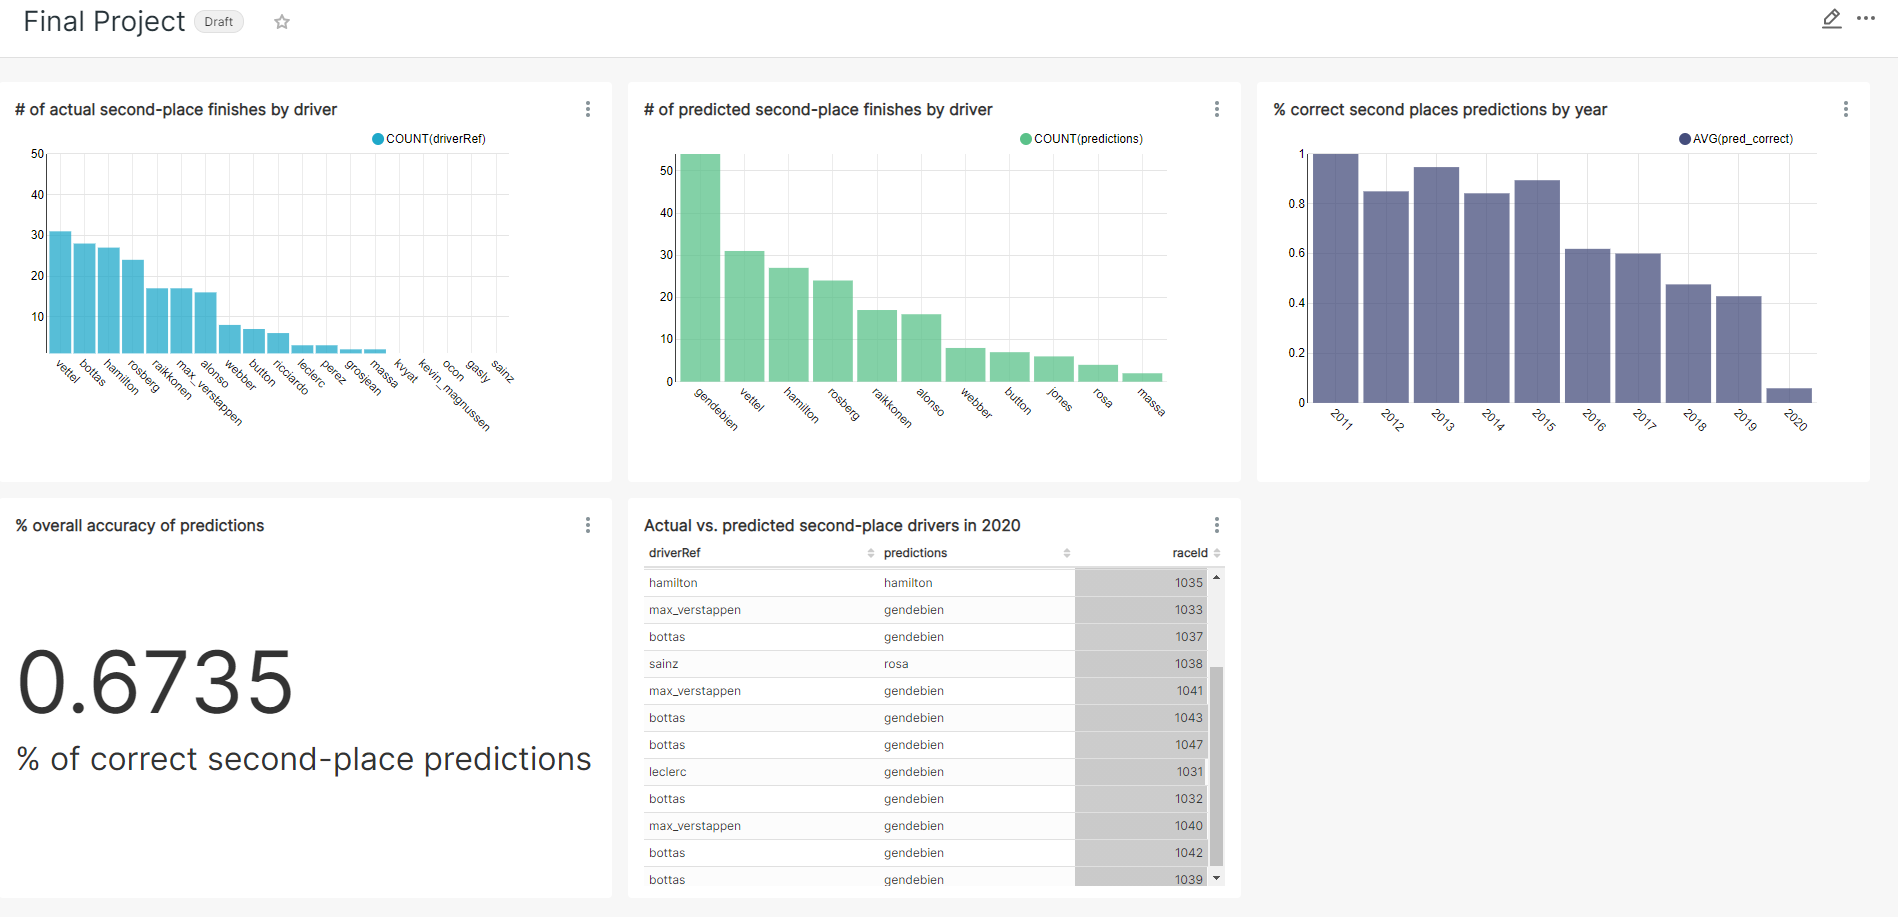 Final Project Draft
# of actual second-place finishes by driver
COUNT(driverRef)
50
40
30
20
10
vettel
bottas
hamilton
rosberg
raikkonen
max_verstappen
alonso
webber
button
ricciardo
leclerc
perez
grosjean
massa
kvyat
kevin_magnussen
ocon
gasly
sainz
# of predicted second-place finishes by driver
COUNT(predictions)
50
40
30
20
10
0
gendebien
vettel
hamilton
rosberg
raikkonen
alonso
webber
button
jones
rosa
massa
% correct second places predictions by year
AVG(pred_correct)
1
0.8
0.6
0.4
0.2
0
2011
2012
2013
2014
2015
2016
2017
2018
2019
2020
% overall accuracy of predictions
0.6735
% of correct second-place predictions
Actual vs. predicted second-place drivers in 2020
driverRef predictions raceId
hamilton hamilton 1035
max_verstappen gendebien 1033
bottas gendebien 1037
sainz rosa 1038
max_verstappen gendebien 1041
bottas gendebien 1043
bottas gendebien 1047
leclerc gendebien 1031
bottas gendebien 1032
max_verstappen gendebien 1040
bottas gendebien 1042
bottas gendebien 1039